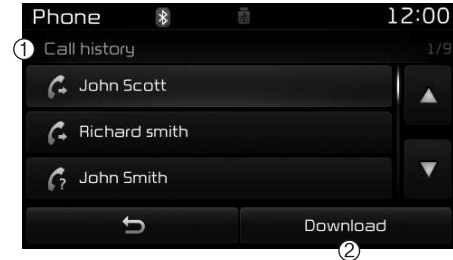 Phone 12:00
① Call history 1/9
John Scott
Richard smith
John Smith
Download
②